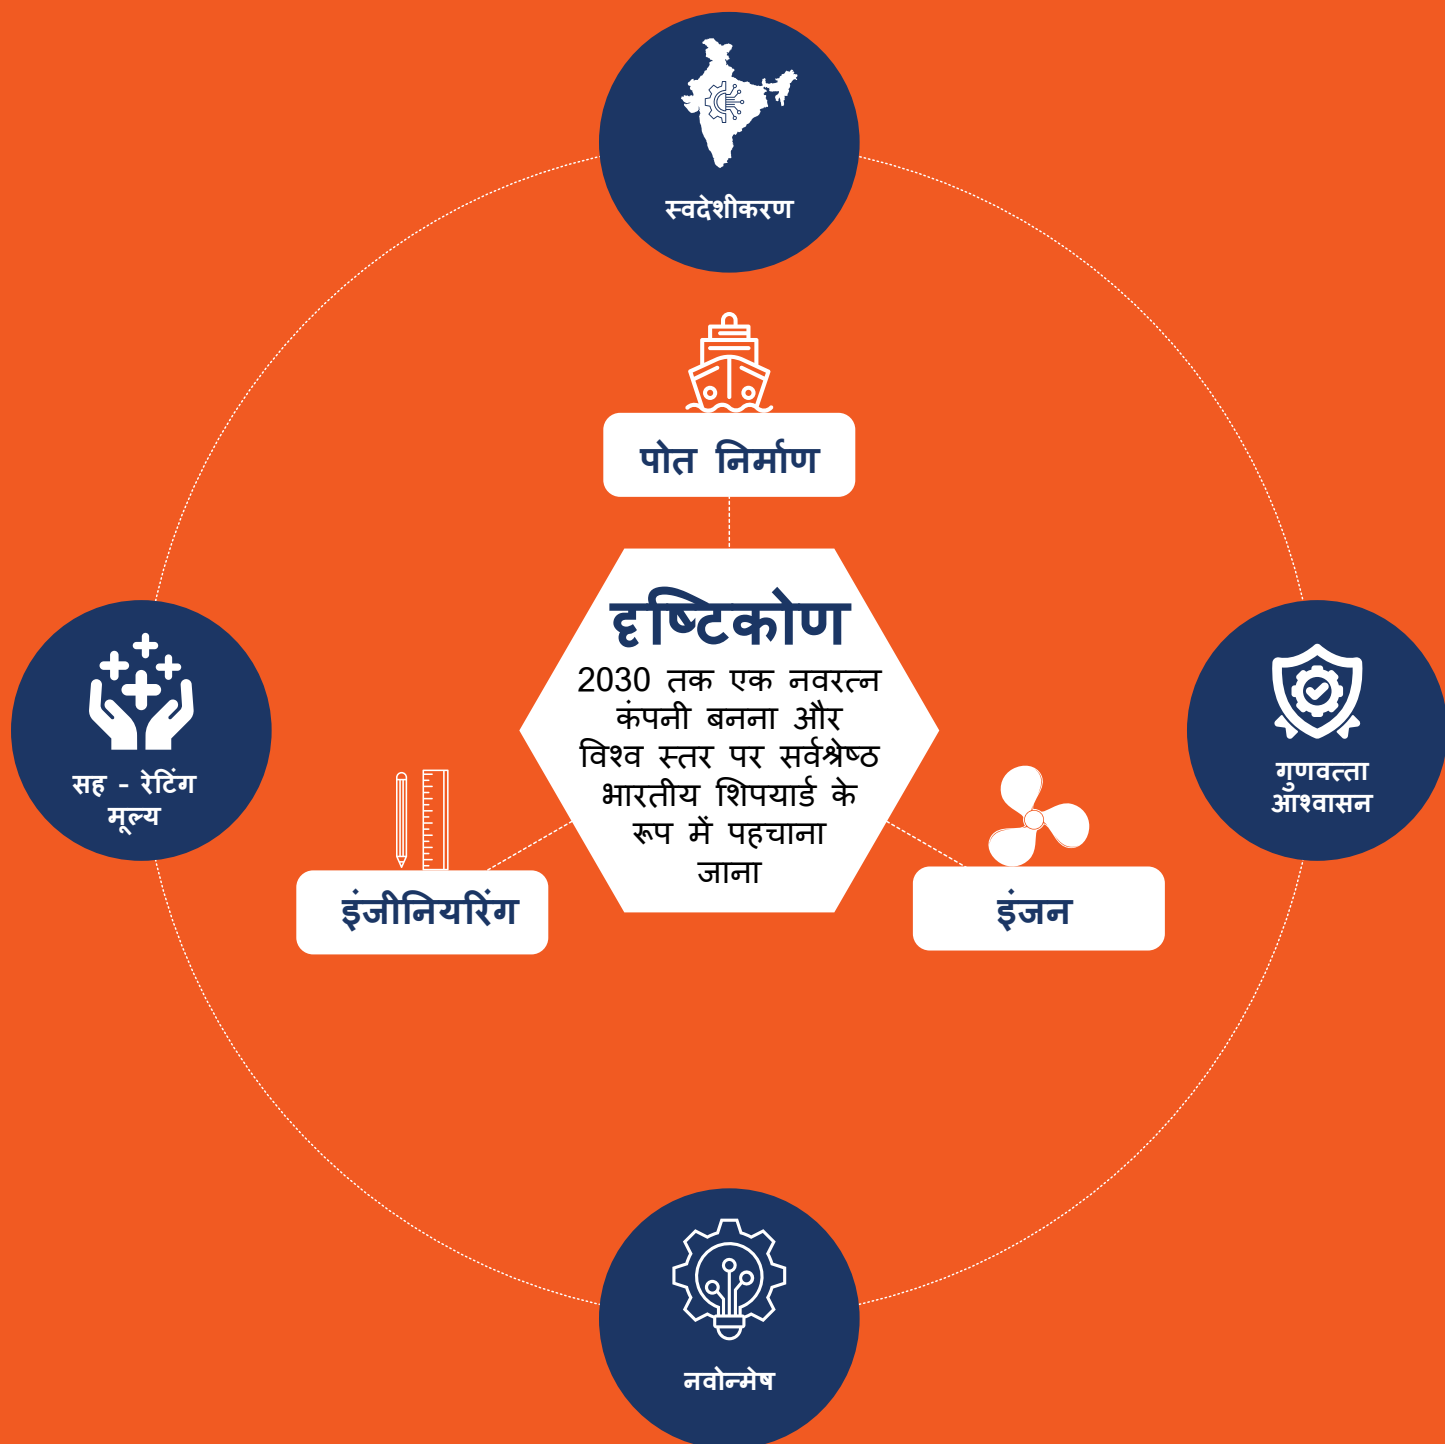 स्वदेशीकरण
पोत निर्माण
दृष्टिकोण
2030 तक एक नवरत्न
कंपनी बनना और
विश्व स्तर पर सर्वश्रेष्ठ
भारतीय शिपयार्ड के
रूप में पहचाना
जाना
सह - रेटिंग
मूल्य
गुणवत्ता
आश्वासन
इंजीनियरिंग
इंजन
नवोन्मेष